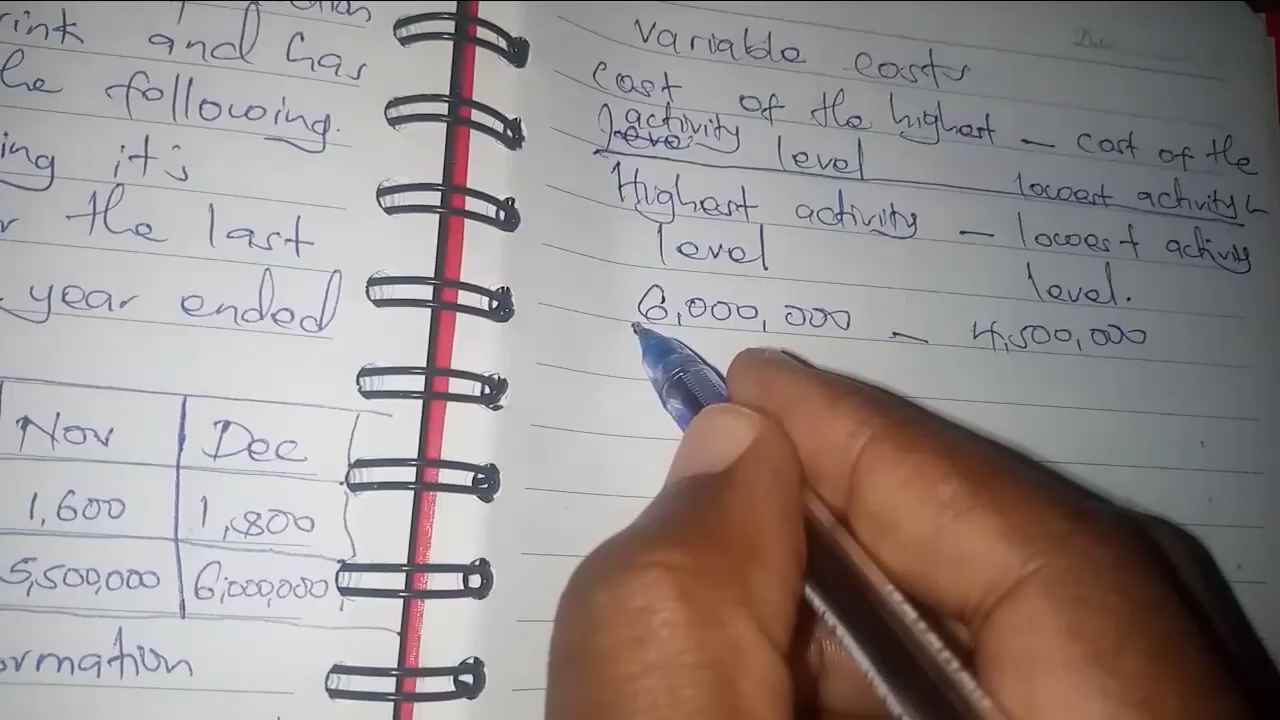 rink and has
he following.
ing it's
r the last
year ended
Nov Dec
1,600 1,800
5,500,000 6,000,000
ormation
Variable costs
cost of the highest - cost of the
activity level lowest activity L
Highest activity - lowest activity
level level.
6,000,000 - 4,500,000